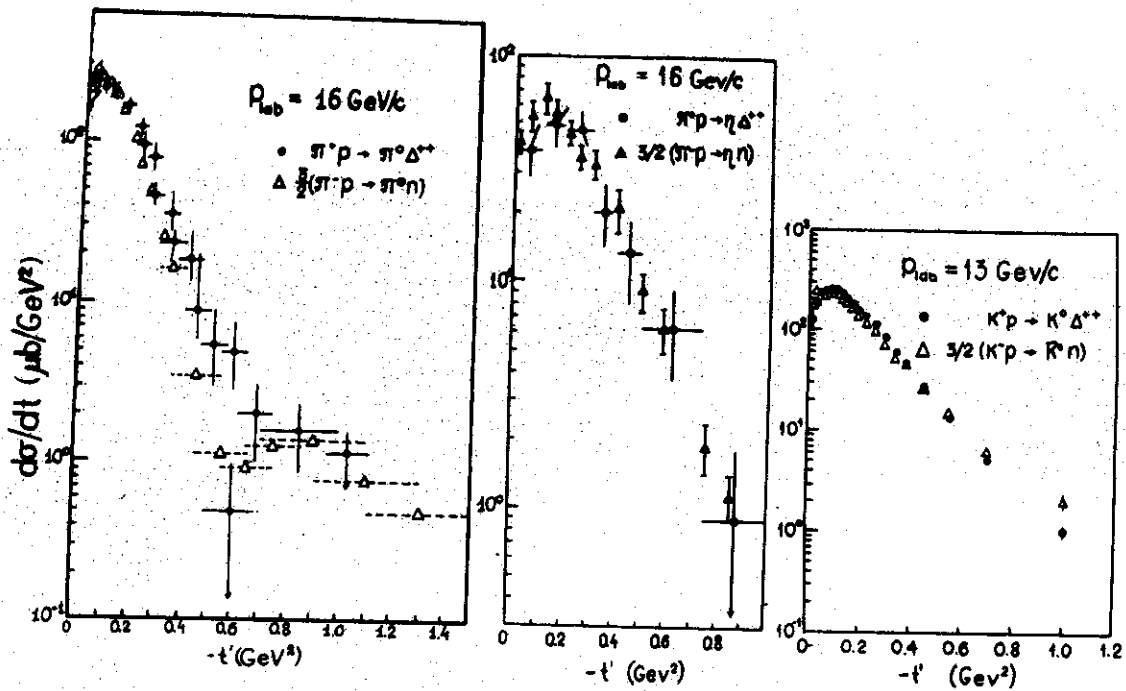 dσ/dt (μb/GeV²)
P_lab = 16 GeV/c
π⁺p → π⁰Δ⁺⁺
3/2(π⁻p → π⁰n)
10²
10¹
10⁰
10⁻¹
0 0.2 0.4 0.6 0.8 1.0 1.2 1.4
-t' (GeV²)
P_lab = 16 GeV/c
π⁺p → ηΔ⁺⁺
3/2 (π⁻p → ηn)
10²
10¹
10⁰
0 0.2 0.4 0.6 0.8
-t' (GeV²)
P_lab = 13 GeV/c
K⁺p → K⁰Δ⁺⁺
3/2 (K⁻p → K̄⁰n)
10³
10²
10¹
10⁰
10⁻¹
0 0.2 0.4 0.6 0.8 1.0 1.2
-t' (GeV²)